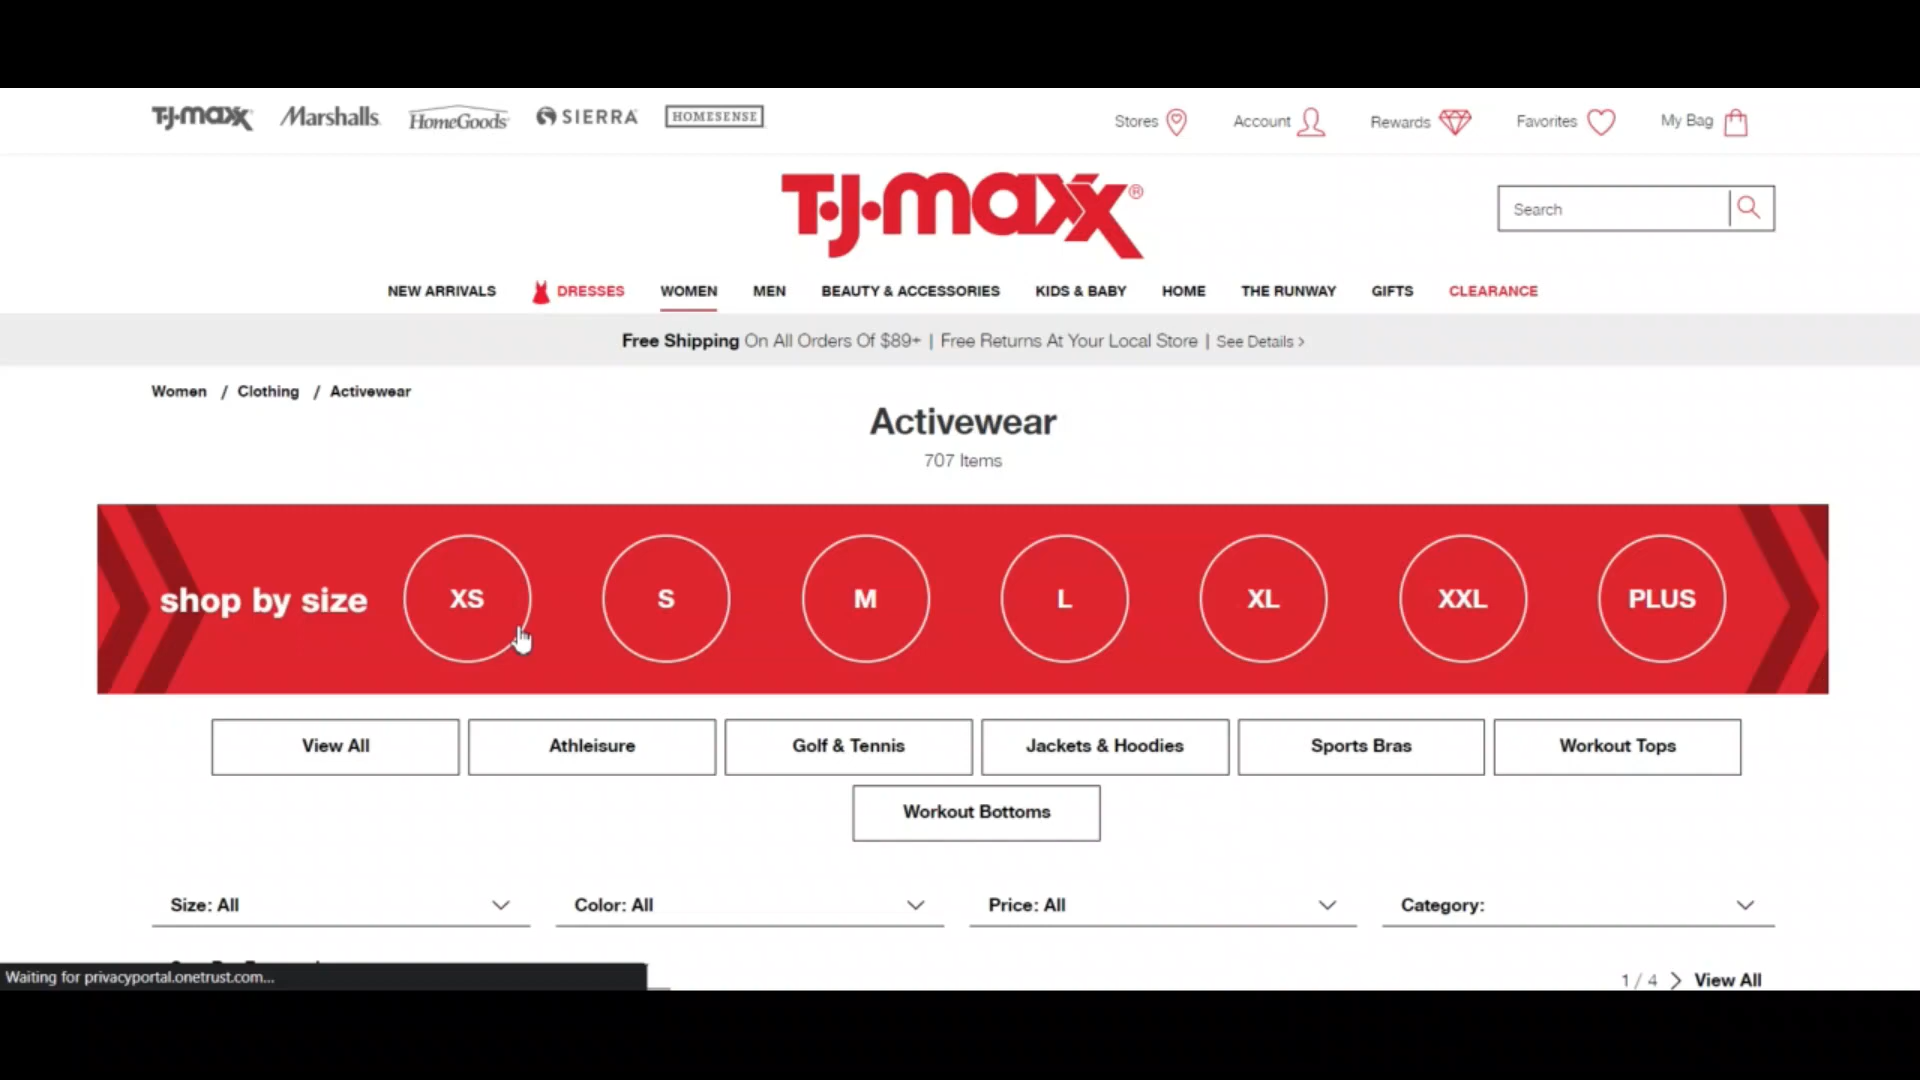 T·J·maxx Marshalls HomeGoods SIERRA HOMESENSE Stores Account Rewards Favorites My Bag
T·J·maxx®
Search
NEW ARRIVALS DRESSES WOMEN MEN BEAUTY & ACCESSORIES KIDS & BABY HOME THE RUNWAY GIFTS CLEARANCE
Free Shipping On All Orders Of $89+ | Free Returns At Your Local Store | See Details >
Women / Clothing / Activewear
Activewear
707 Items
shop by size XS S M L XL XXL PLUS
View All Athleisure Golf & Tennis Jackets & Hoodies Sports Bras Workout Tops
Workout Bottoms
Size: All Color: All Price: All Category:
Waiting for privacyportal.onetrust.com...
1 / 4 > View All